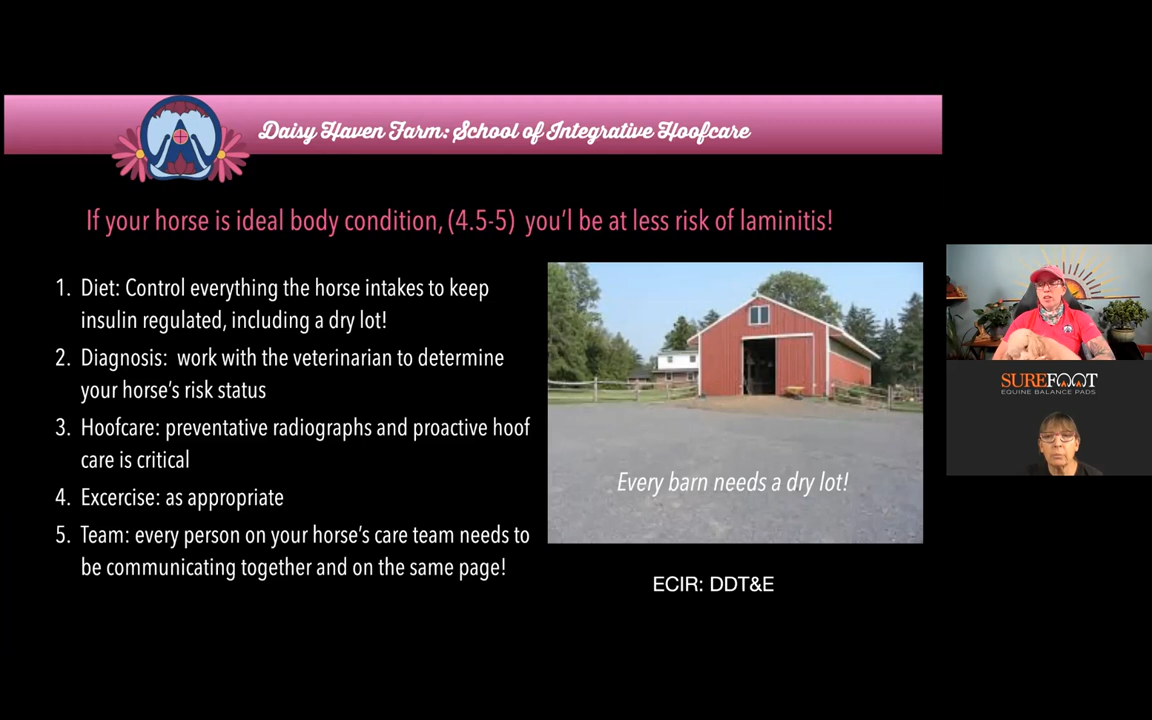 Daisy Haven Farm: School of Integrative Hoofcare
If your horse is ideal body condition, (4.5-5) you'l be at less risk of laminitis!
1. Diet: Control everything the horse intakes to keep
insulin regulated, including a dry lot!
2. Diagnosis: work with the veterinarian to determine
your horse's risk status
3. Hoofcare: preventative radiographs and proactive hoof
care is critical
4. Excercise: as appropriate
5. Team: every person on your horse's care team needs to
be communicating together and on the same page!
Every barn needs a dry lot!
ECIR: DDT&E
SUREFOOT
EQUINE BALANCE PADS